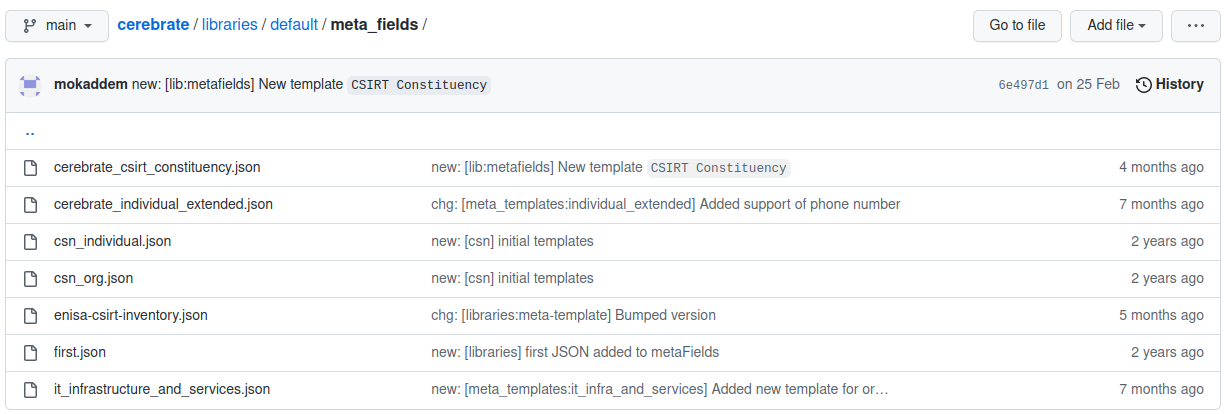 main
cerebrate / libraries / default / meta_fields /
Go to file
Add file
mokaddem new: [lib:metafields] New template CSIRT Constituency
6e497d1 on 25 Feb
History
..
cerebrate_csirt_constituency.json new: [lib:metafields] New template CSIRT Constituency 4 months ago
cerebrate_individual_extended.json chg: [meta_templates:individual_extended] Added support of phone number 7 months ago
csn_individual.json new: [csn] initial templates 2 years ago
csn_org.json new: [csn] initial templates 2 years ago
enisa-csirt-inventory.json chg: [libraries:meta-template] Bumped version 5 months ago
first.json new: [libraries] first JSON added to metaFields 2 years ago
it_infrastructure_and_services.json new: [meta_templates:it_infra_and_services] Added new template for or… 7 months ago